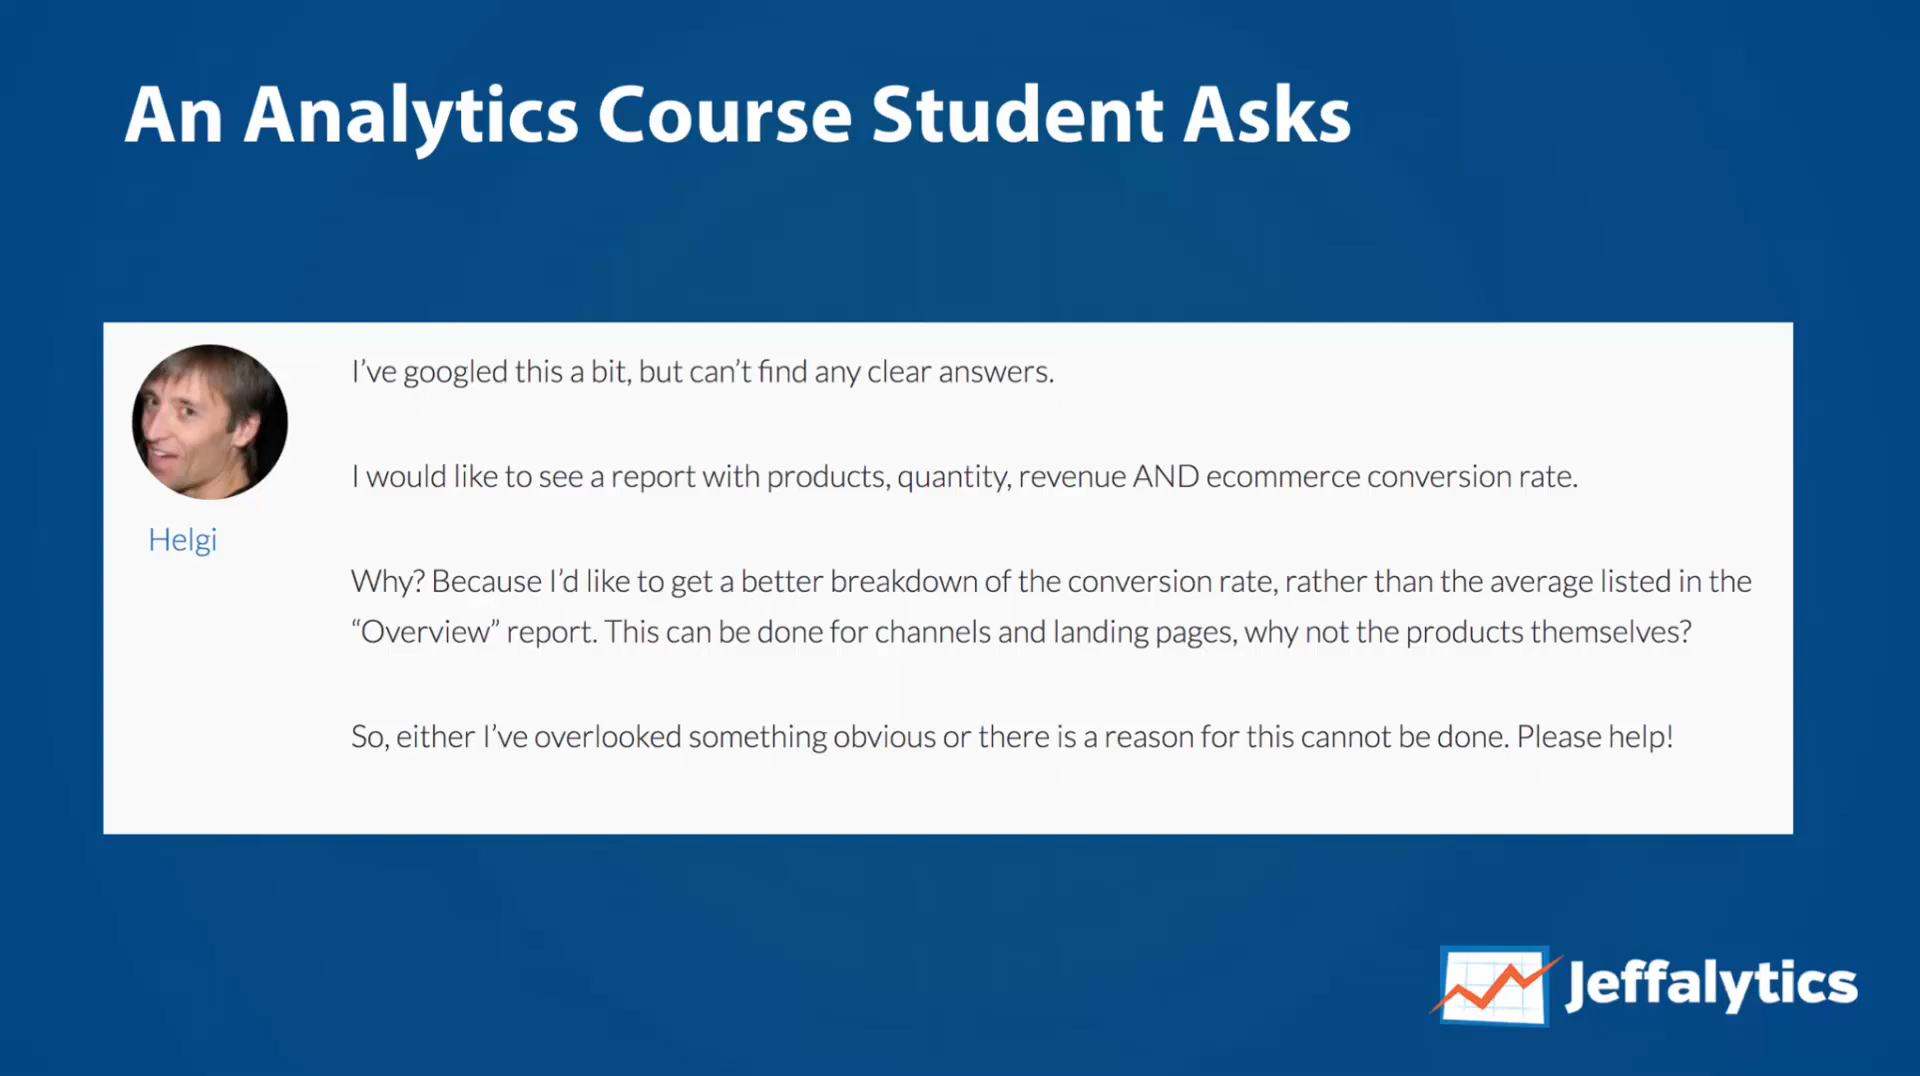 An Analytics Course Student Asks
I've googled this a bit, but can't find any clear answers.
I would like to see a report with products, quantity, revenue AND ecommerce conversion rate.
Helgi
Why? Because I'd like to get a better breakdown of the conversion rate, rather than the average listed in the
“Overview” report. This can be done for channels and landing pages, why not the products themselves?
So, either I've overlooked something obvious or there is a reason for this cannot be done. Please help!
Jeffalytics